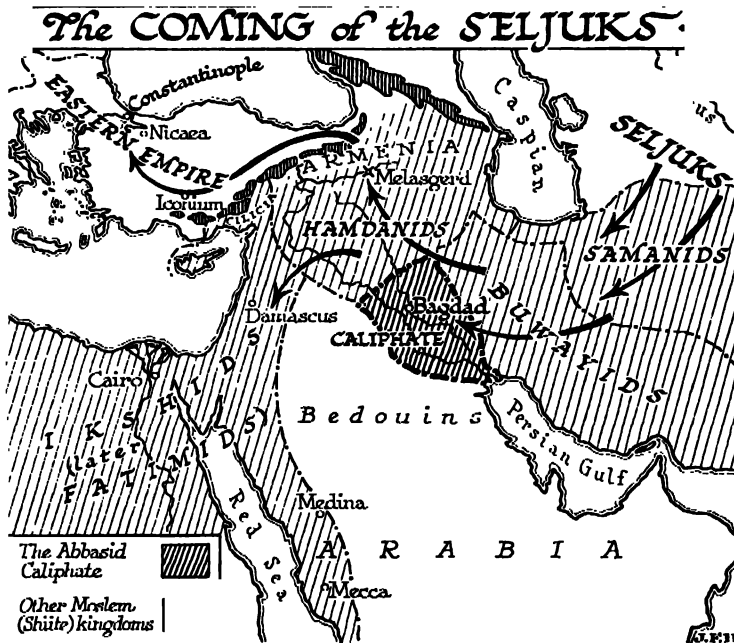 The COMING of the SELJUKS.
Constantinople
EASTERN EMPIRE
Nicaea
Iconium
CILICIA
ARMENIA
Melasgerd
Caspian
us
SELJUKS
SAMANIDS
HAMDANIDS
BUWAYIDS
Damascus
Bagdad
CALIPHATE
Cairo
IKSHIDS
(later
FATIMIDS)
Bedouins
Persian Gulf
Red Sea
Medina
ARABIA
Mecca
The Abbasid
Caliphate
Other Moslem
(Shiite) kingdoms